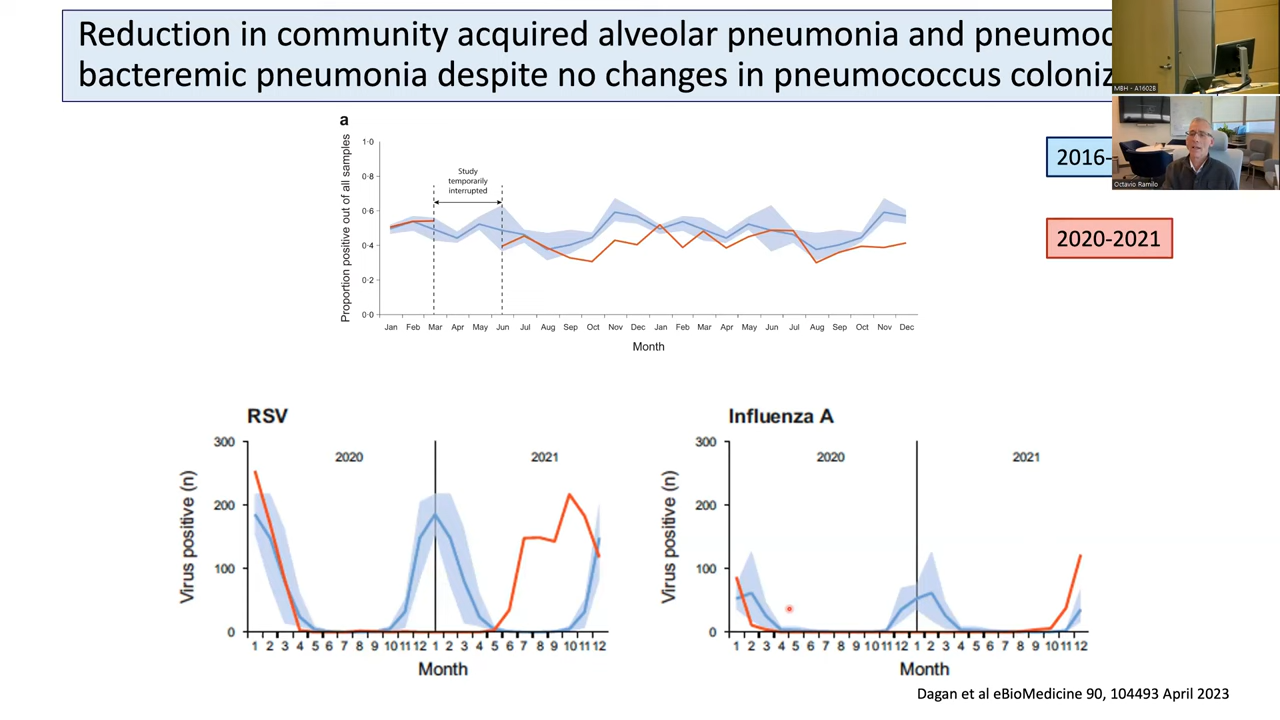 Reduction in community acquired alveolar pneumonia and pneumoc
bacteremic pneumonia despite no changes in pneumococcus coloniz
MBH - A1602B
Octavio Ramilo
2016-
2020-2021
a
Proportion positive out of all samples
1·0
0·8
0·6
0·4
0·2
0·0
Study
temporarily
interrupted
Jan Feb Mar Apr May Jun Jul Aug Sep Oct Nov Dec Jan Feb Mar Apr May Jun Jul Aug Sep Oct Nov Dec
Month
RSV
Virus positive (n)
300
200
100
0
2020 2021
1 2 3 4 5 6 7 8 9 10 11 12 1 2 3 4 5 6 7 8 9 10 11 12
Month
Influenza A
Virus positive (n)
300
200
100
0
2020 2021
1 2 3 4 5 6 7 8 9 10 11 12 1 2 3 4 5 6 7 8 9 10 11 12
Month
Dagan et al eBioMedicine 90, 104493 April 2023